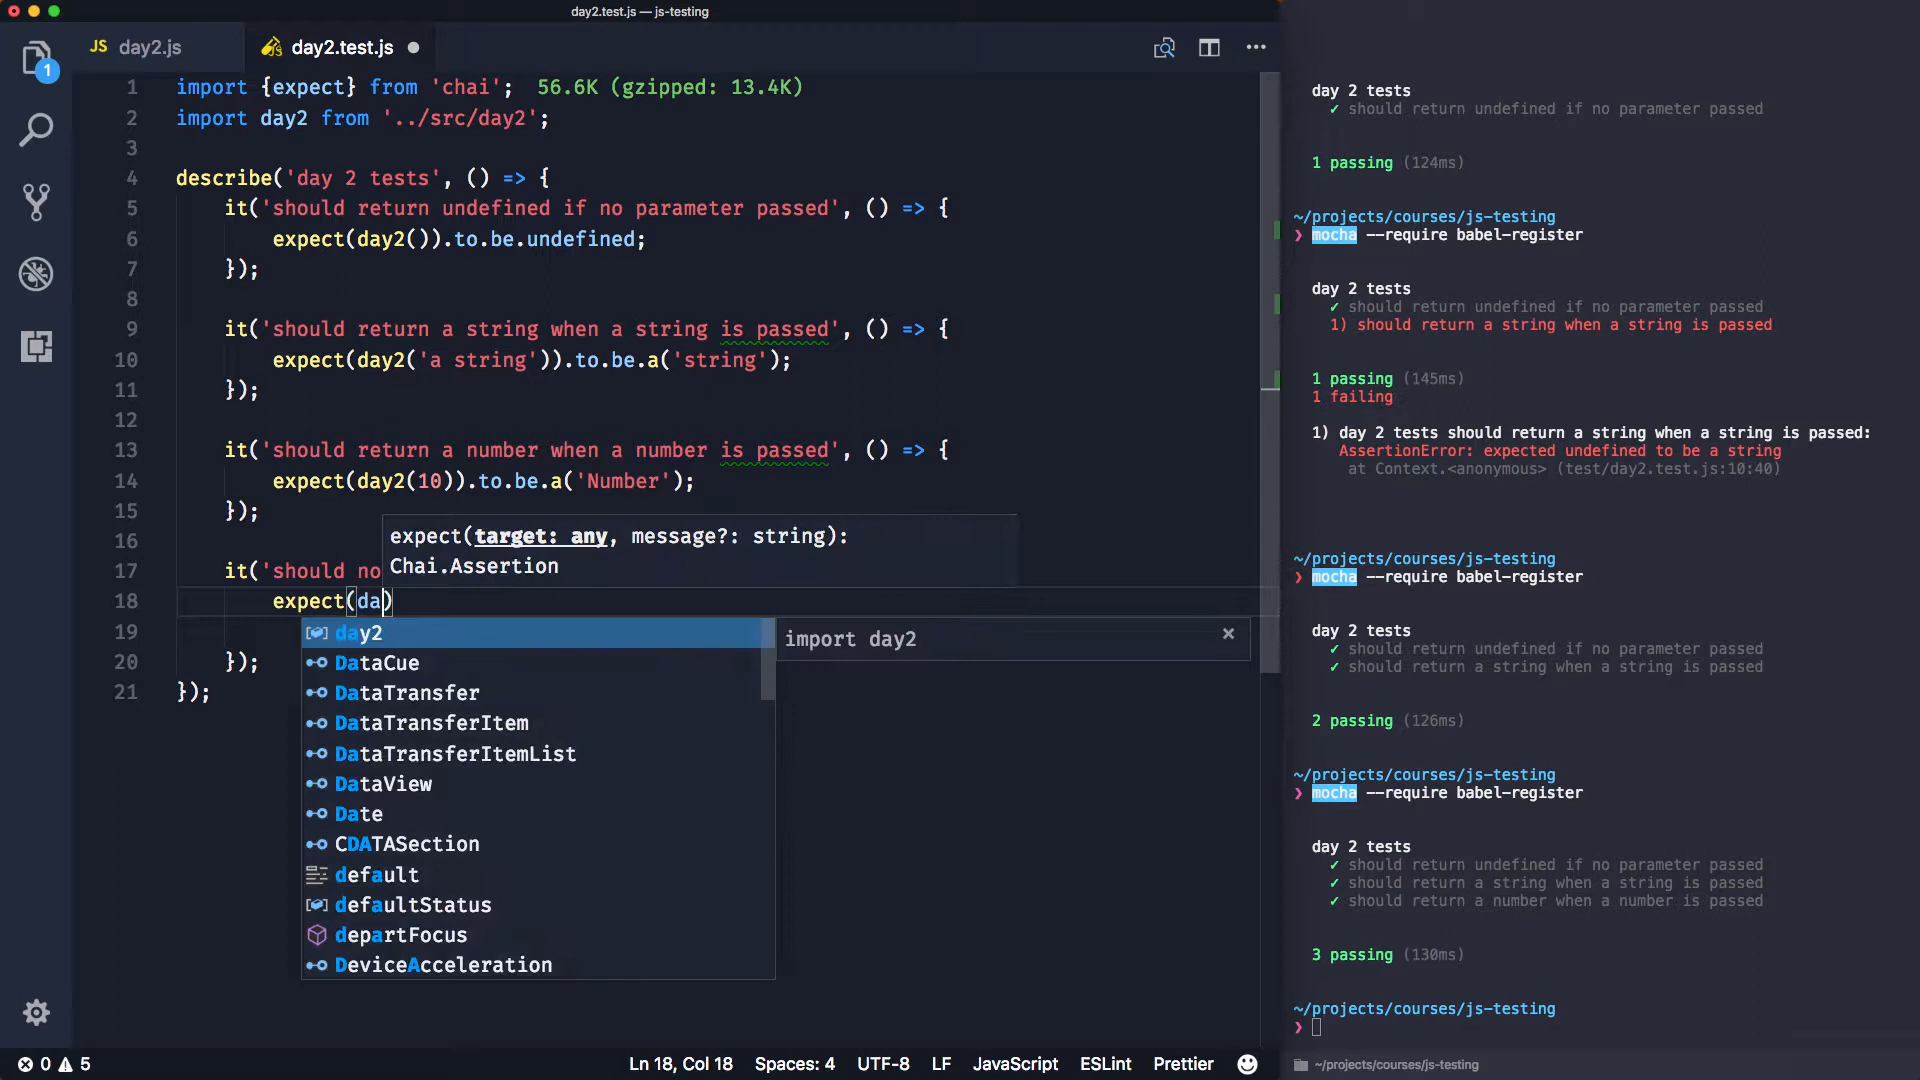 day2.test.js — js-testing
JS day2.js
day2.test.js
1
1 import {expect} from 'chai'; 56.6K (gzipped: 13.4K)
2 import day2 from '../src/day2';
3
4 describe('day 2 tests', () => {
5 it('should return undefined if no parameter passed', () => {
6 expect(day2()).to.be.undefined;
7 });
8
9 it('should return a string when a string is passed', () => {
10 expect(day2('a string')).to.be.a('string');
11 });
12
13 it('should return a number when a number is passed', () => {
14 expect(day2(10)).to.be.a('Number');
15 });
16
expect(target: any, message?: string):
Chai.Assertion
17 it('should no
18 expect(da)
19
20 });
21 });
day2
import day2 ×
DataCue
DataTransfer
DataTransferItem
DataTransferItemList
DataView
Date
CDATASection
default
defaultStatus
departFocus
DeviceAcceleration
0 5
Ln 18, Col 18 Spaces: 4 UTF-8 LF JavaScript ESLint Prettier
day 2 tests
✓ should return undefined if no parameter passed
1 passing (124ms)
~/projects/courses/js-testing
❯ mocha --require babel-register
day 2 tests
✓ should return undefined if no parameter passed
1) should return a string when a string is passed
1 passing (145ms)
1 failing
1) day 2 tests should return a string when a string is passed:
AssertionError: expected undefined to be a string
at Context.<anonymous> (test/day2.test.js:10:40)
~/projects/courses/js-testing
❯ mocha --require babel-register
day 2 tests
✓ should return undefined if no parameter passed
✓ should return a string when a string is passed
2 passing (126ms)
~/projects/courses/js-testing
❯ mocha --require babel-register
day 2 tests
✓ should return undefined if no parameter passed
✓ should return a string when a string is passed
✓ should return a number when a number is passed
3 passing (130ms)
~/projects/courses/js-testing
❯
~/projects/courses/js-testing